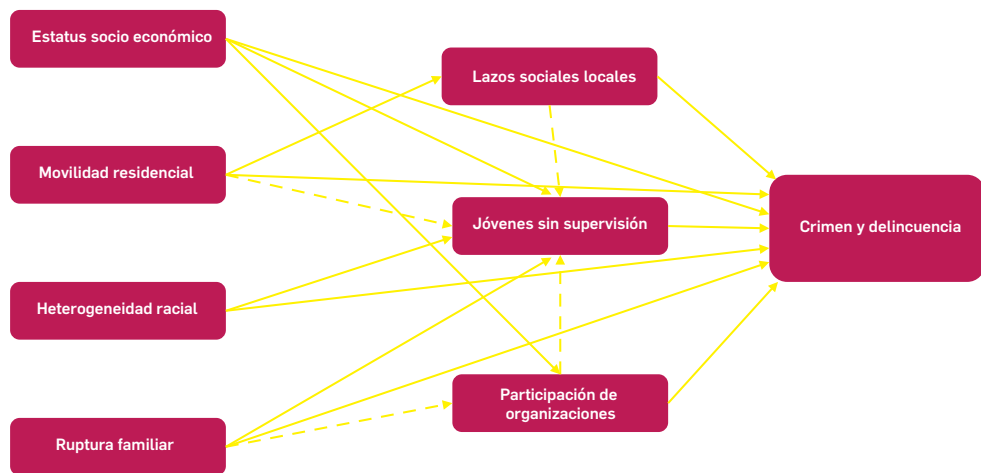 Estatus socio económico
Movilidad residencial
Heterogeneidad racial
Ruptura familiar
Lazos sociales locales
Jóvenes sin supervisión
Participación de
organizaciones
Crimen y delincuencia